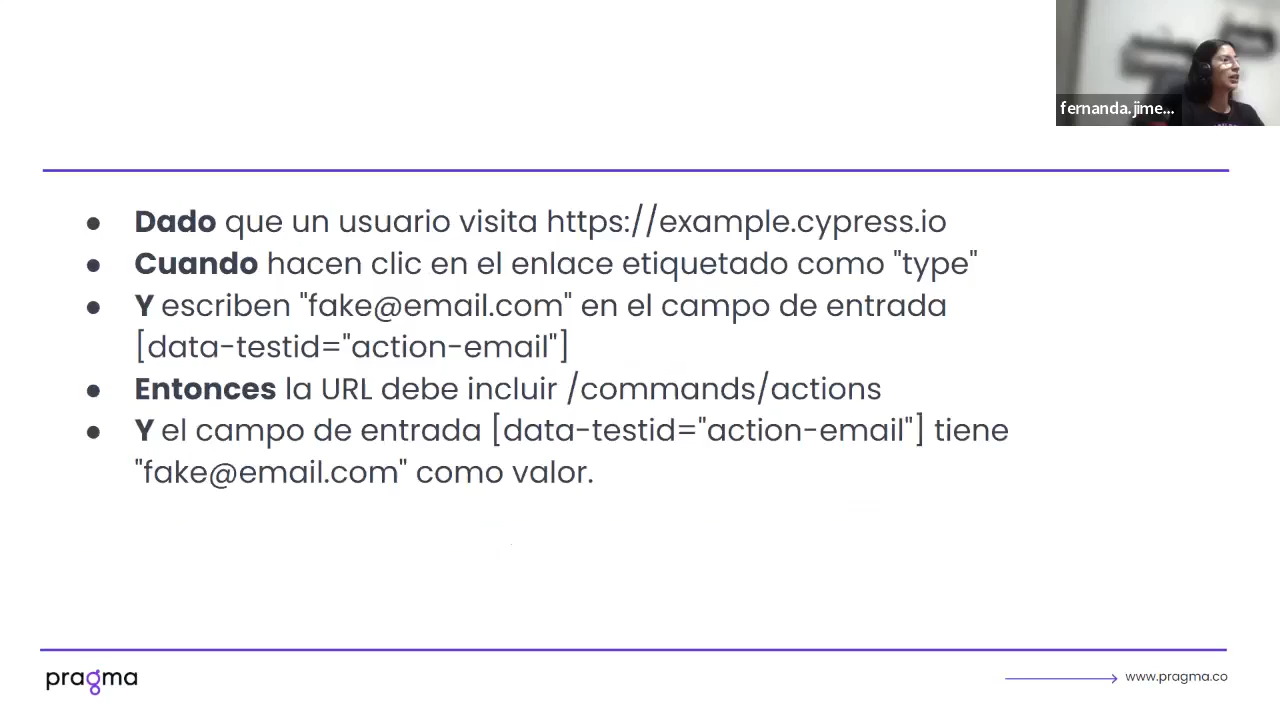 fernanda.jime...
● Dado que un usuario visita https://example.cypress.io
● Cuando hacen clic en el enlace etiquetado como "type"
● Y escriben "fake@email.com" en el campo de entrada
[data-testid="action-email"]
● Entonces la URL debe incluir /commands/actions
● Y el campo de entrada [data-testid="action-email"] tiene
"fake@email.com" como valor.
pragma
www.pragma.co